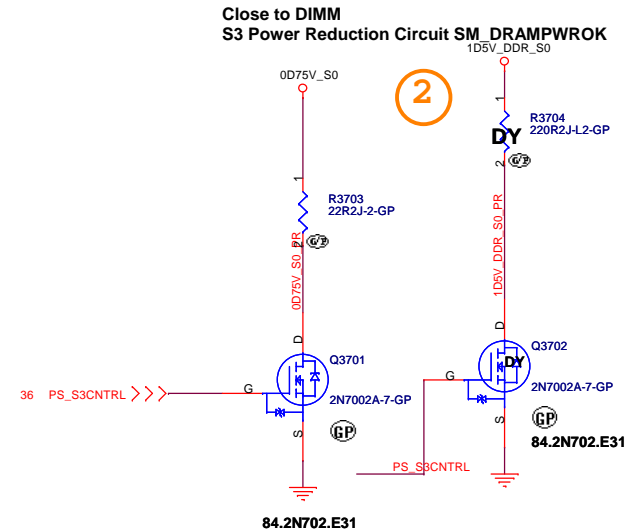 Close to DIMM
S3 Power Reduction Circuit SM_DRAMPWROK
1D5V_DDR_S0
0D75V_S0
2
1
R3704
220R2J-L2-GP
DY
2
G/P
1
R3703
22R2J-2-GP
2
G/P
0D75V_S0_PR
1D5V_DDR_S0_PR
D
Q3701
G
2N7002A-7-GP
S
GP
36 PS_S3CNTRL
D
Q3702
DY
G
2N7002A-7-GP
S
GP
84.2N702.E31
PS_S3CNTRL
84.2N702.E31